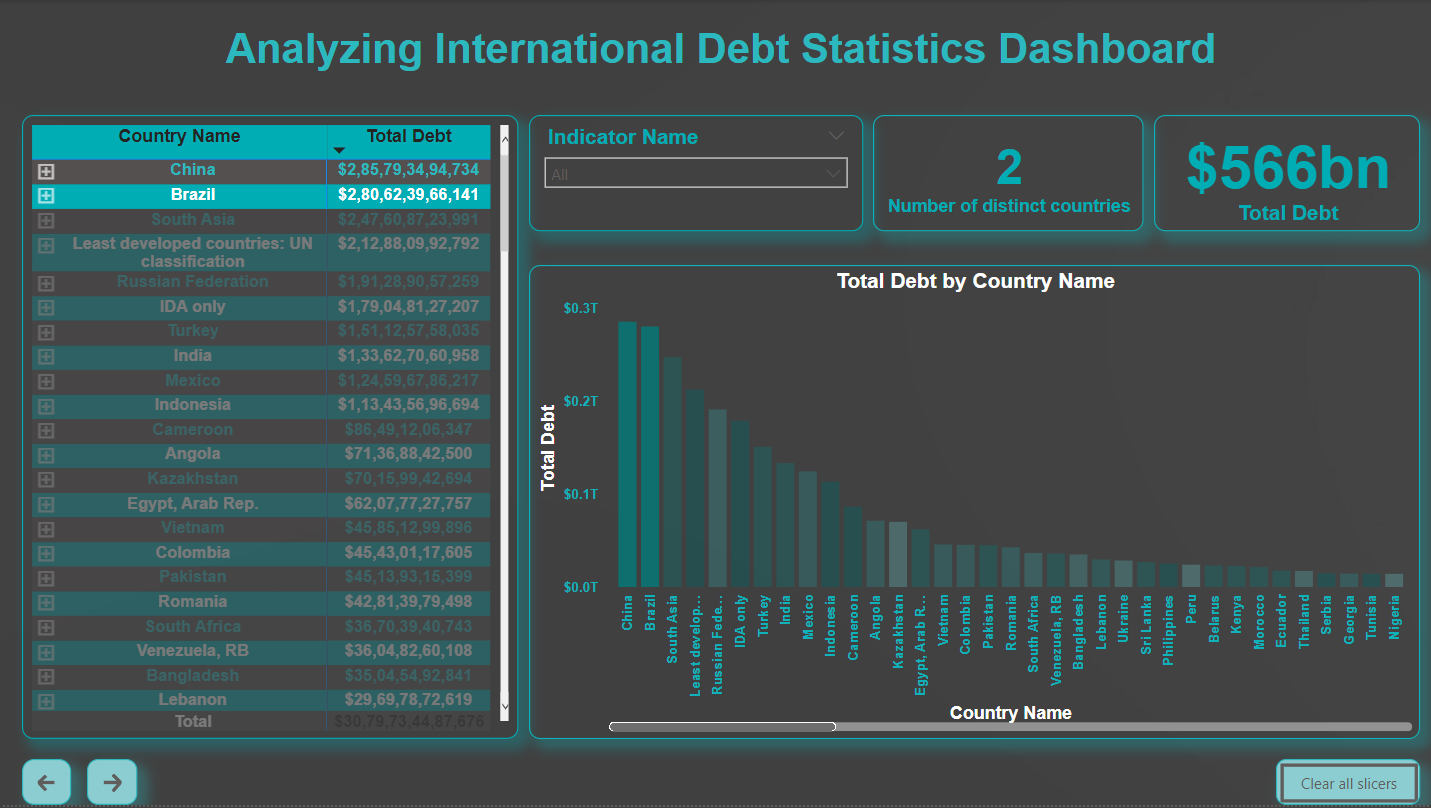 Analyzing International Debt Statistics Dashboard
Country Name Total Debt
China $2,85,79,34,94,734
Brazil $2,80,62,39,66,141
South Asia $2,47,60,87,23,991
Least developed countries: UN classification $2,12,88,09,92,792
Russian Federation $1,91,28,90,57,259
IDA only $1,79,04,81,27,207
Turkey $1,51,12,57,58,035
India $1,33,62,70,60,958
Mexico $1,24,59,67,86,217
Indonesia $1,13,43,56,96,694
Cameroon $86,49,12,06,347
Angola $71,36,88,42,500
Kazakhstan $70,15,99,42,694
Egypt, Arab Rep. $62,07,77,27,757
Vietnam $45,85,12,99,896
Colombia $45,43,01,17,605
Pakistan $45,13,93,15,399
Romania $42,81,39,79,498
South Africa $36,70,39,40,743
Venezuela, RB $36,04,82,60,108
Bangladesh $35,04,54,92,841
Lebanon $29,69,78,72,619
Total $30,79,73,44,87,676
Indicator Name
All
2
Number of distinct countries
$566bn
Total Debt
Total Debt by Country Name
Total Debt
$0.3T
$0.2T
$0.1T
$0.0T
China
Brazil
South Asia
Least develop...
Russian Fede...
IDA only
Turkey
India
Mexico
Indonesia
Cameroon
Angola
Kazakhstan
Egypt, Arab R...
Vietnam
Colombia
Pakistan
Romania
South Africa
Venezuela, RB
Bangladesh
Lebanon
Ukraine
Sri Lanka
Philippines
Peru
Belarus
Kenya
Morocco
Ecuador
Thailand
Serbia
Georgia
Tunisia
Nigeria
Country Name
Clear all slicers